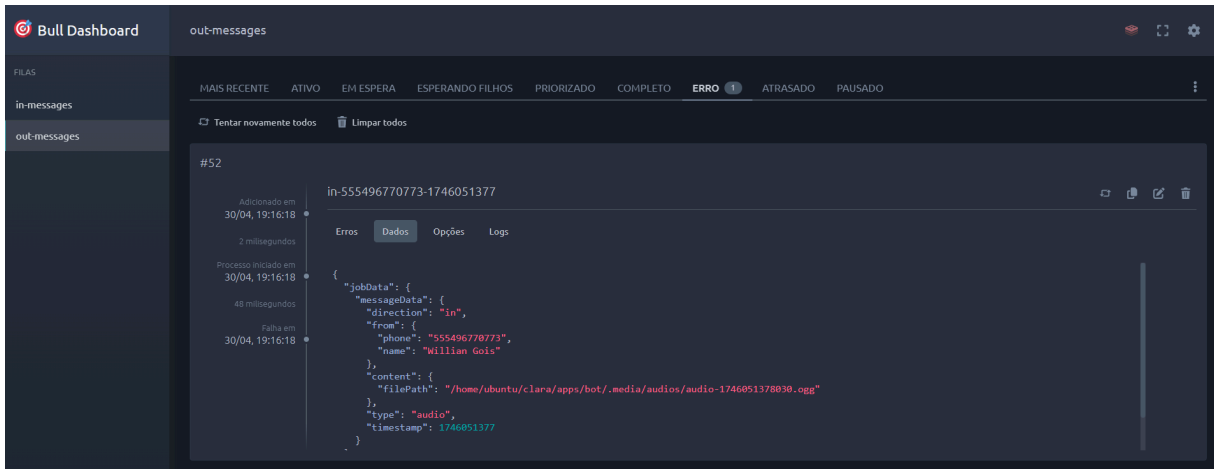 Bull Dashboard
out-messages
FILAS
in-messages
out-messages
MAIS RECENTE ATIVO EM ESPERA ESPERANDO FILHOS PRIORIZADO COMPLETO ERRO 1 ATRASADO PAUSADO
Tentar novamente todos Limpar todos
#52
Adicionado em
30/04, 19:16:18
2 milisegundos
Processo iniciado em
30/04, 19:16:18
48 milisegundos
Falha em
30/04, 19:16:18
in-555496770773-1746051377
Erros Dados Opções Logs
{
"jobData": {
"messageData": {
"direction": "in",
"from": {
"phone": "555496770773",
"name": "Willian Gois"
},
"content": {
"filePath": "/home/ubuntu/clara/apps/bot/.media/audios/audio-1746051378030.ogg"
},
"type": "audio",
"timestamp": 1746051377
}